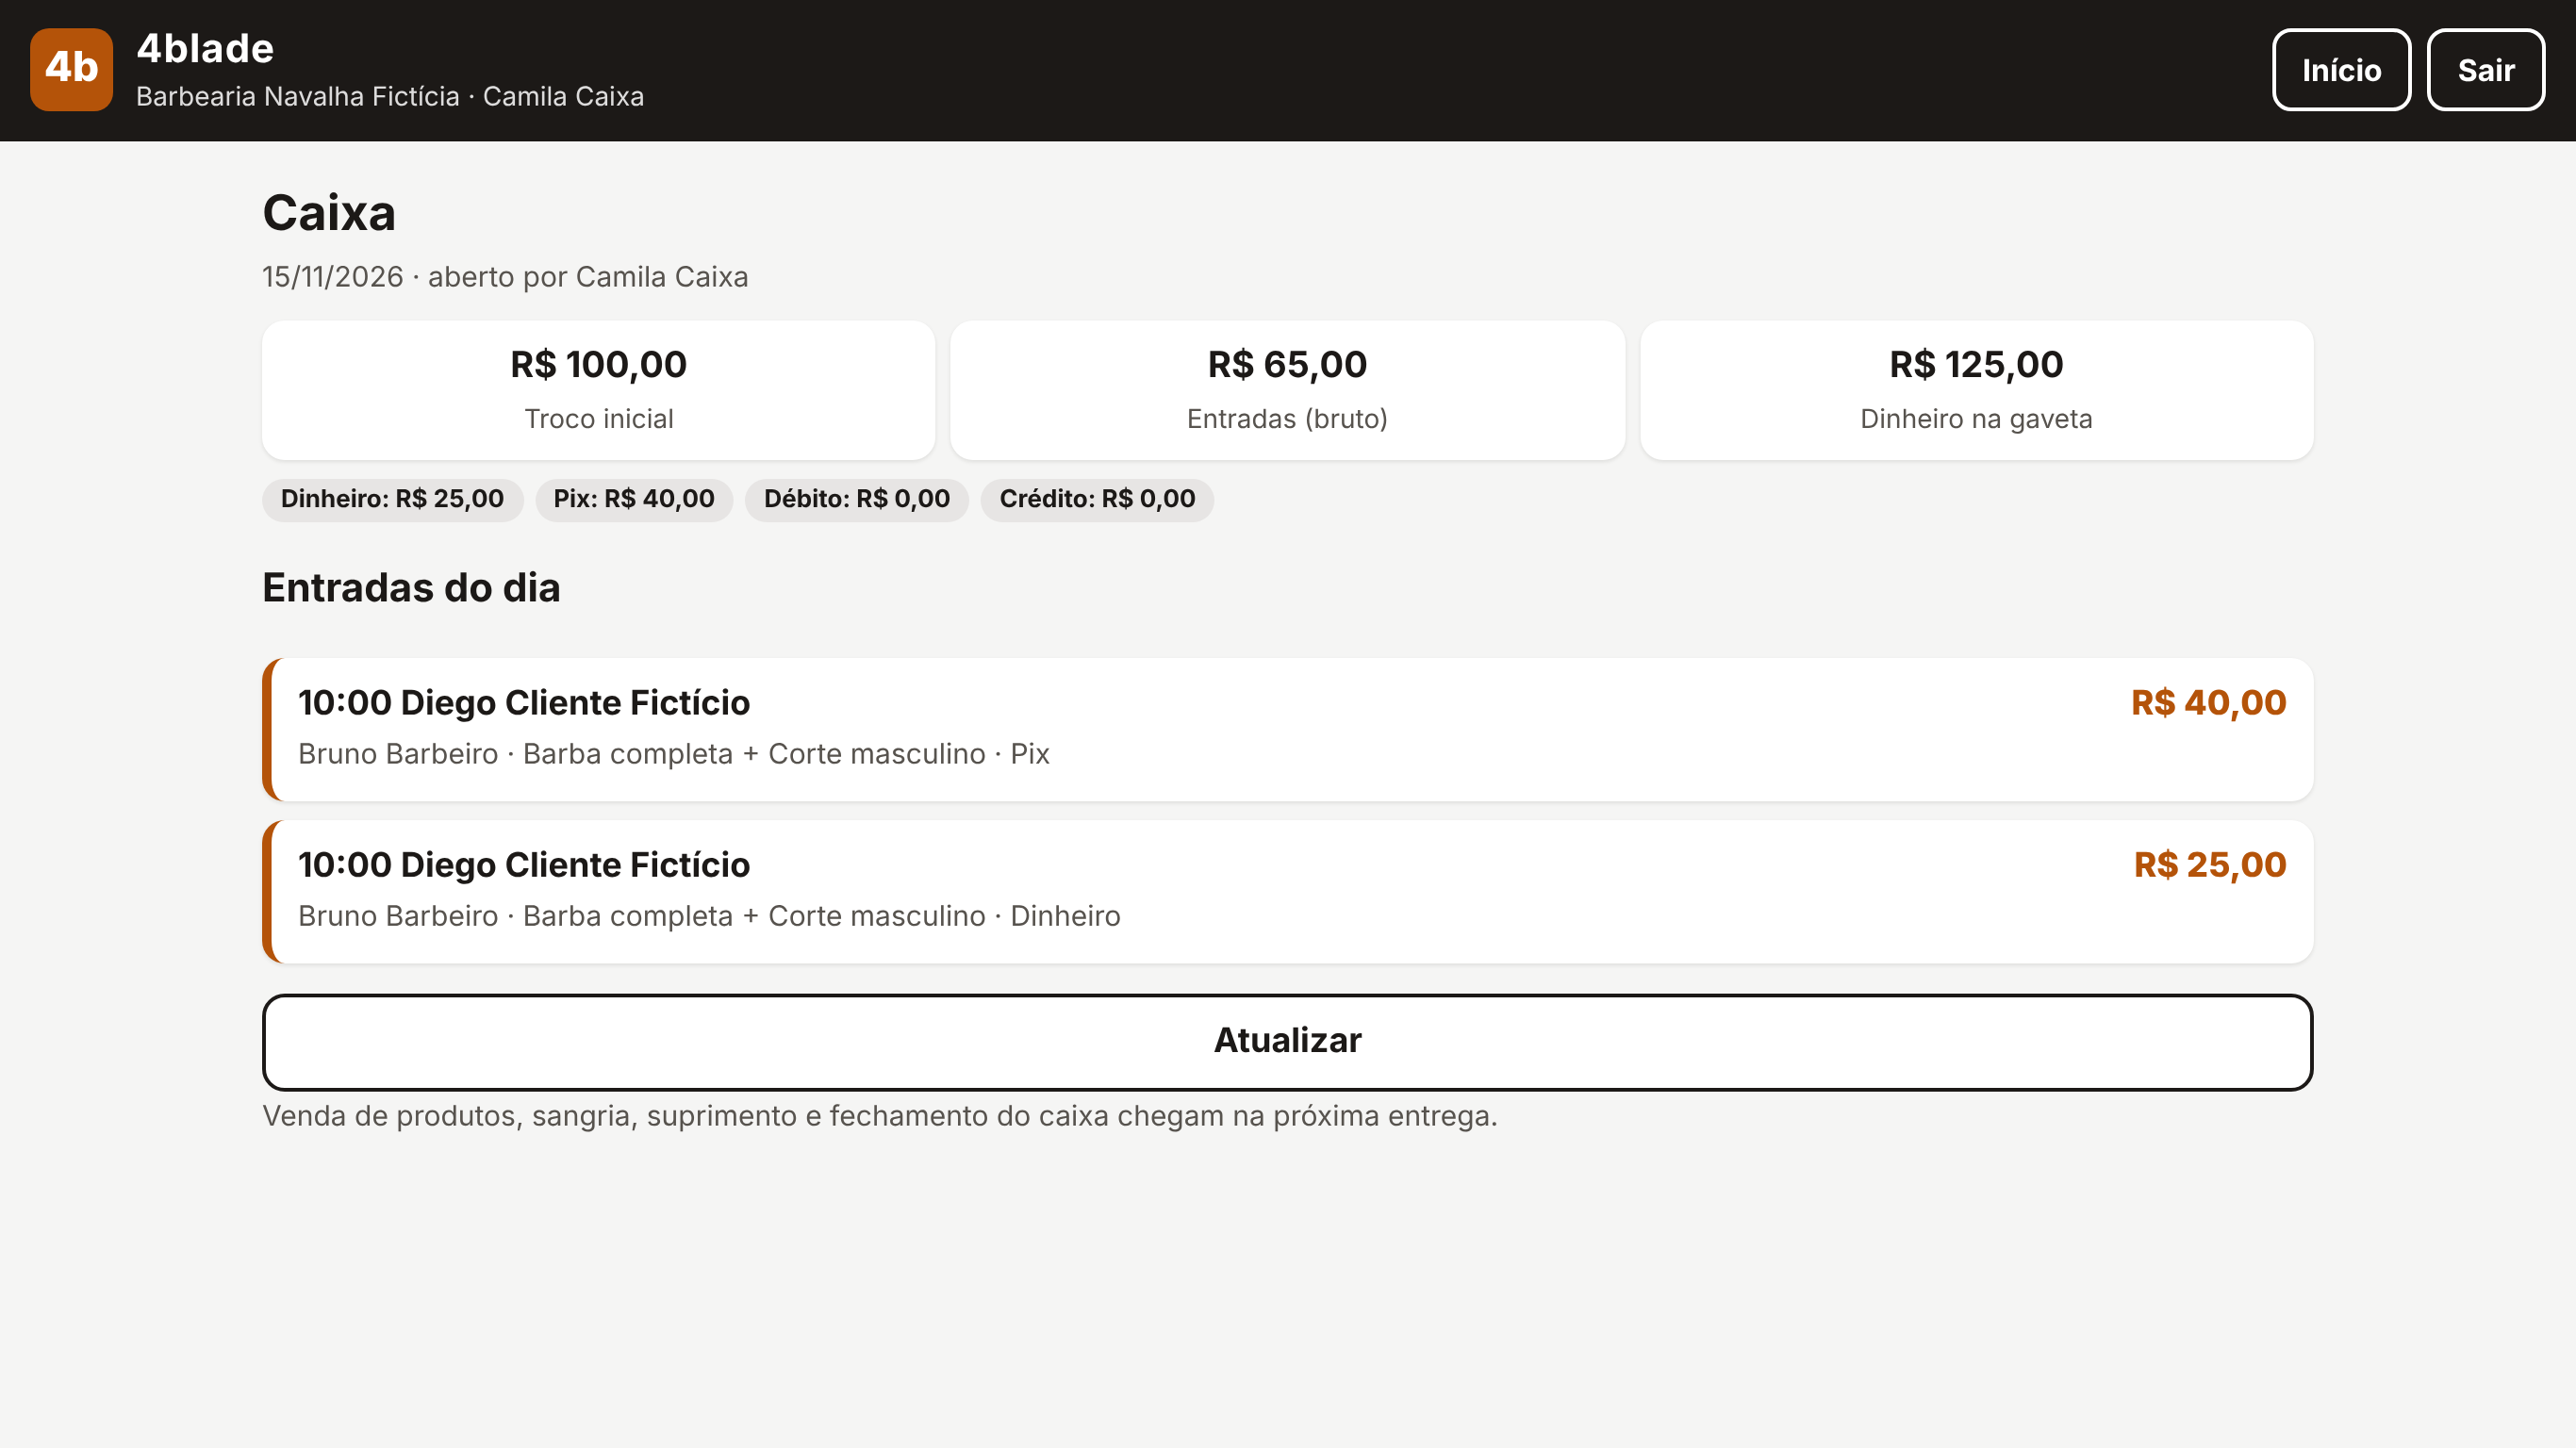 4b
4blade
Barbearia Navalha Fictícia · Camila Caixa
Início
Sair
Caixa
15/11/2026 · aberto por Camila Caixa
R$ 100,00
Troco inicial
R$ 65,00
Entradas (bruto)
R$ 125,00
Dinheiro na gaveta
Dinheiro: R$ 25,00
Pix: R$ 40,00
Débito: R$ 0,00
Crédito: R$ 0,00
Entradas do dia
10:00 Diego Cliente Fictício
R$ 40,00
Bruno Barbeiro · Barba completa + Corte masculino · Pix
10:00 Diego Cliente Fictício
R$ 25,00
Bruno Barbeiro · Barba completa + Corte masculino · Dinheiro
Atualizar
Venda de produtos, sangria, suprimento e fechamento do caixa chegam na próxima entrega.